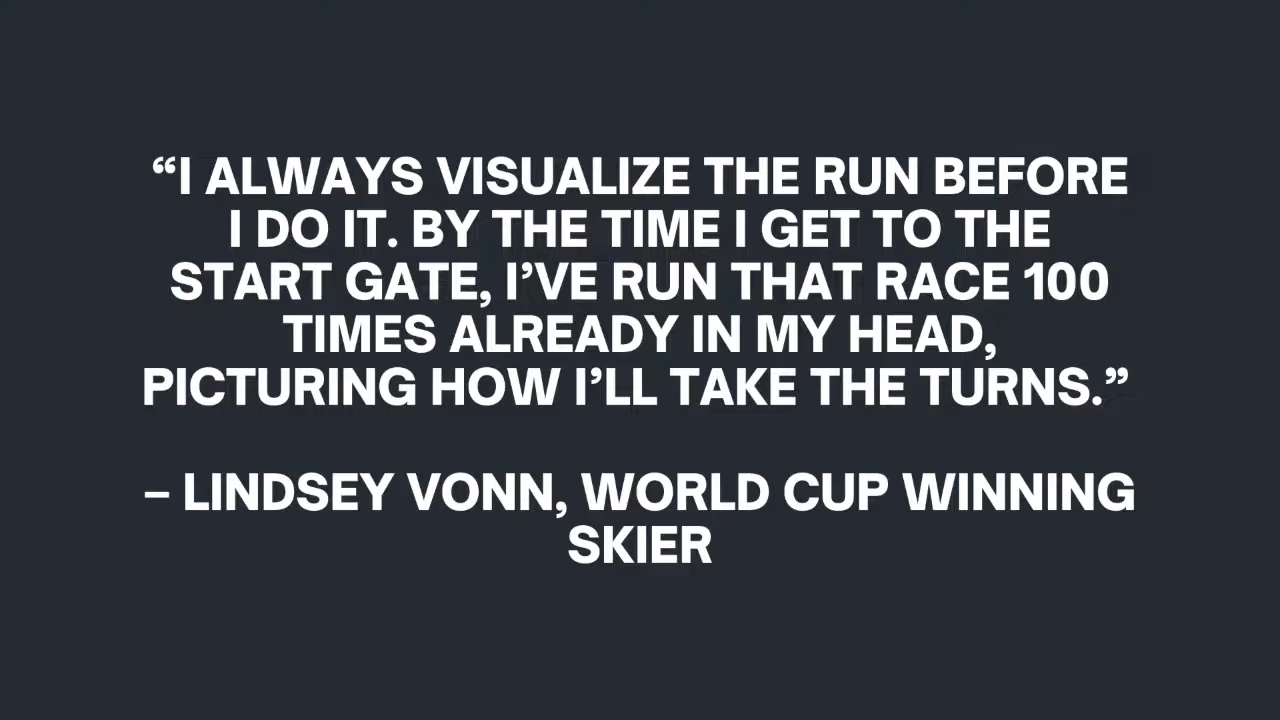 “I ALWAYS VISUALIZE THE RUN BEFORE
I DO IT. BY THE TIME I GET TO THE
START GATE, I’VE RUN THAT RACE 100
TIMES ALREADY IN MY HEAD,
PICTURING HOW I’LL TAKE THE TURNS.”
– LINDSEY VONN, WORLD CUP WINNING
SKIER